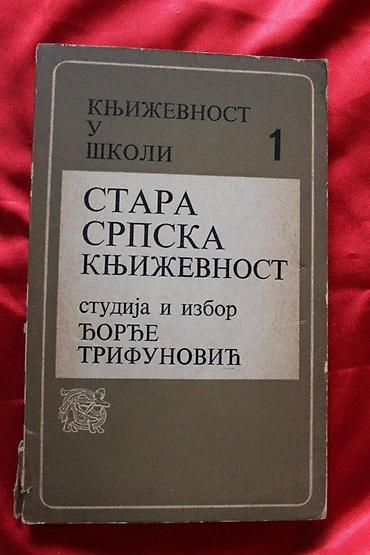 КЊИЖЕВНОСТ
У
ШКОЛИ
1
СТАРА
СРПСКА
КЊИЖЕВНОСТ
студија и избор
ЂОРЂЕ
ТРИФУНОВИЋ